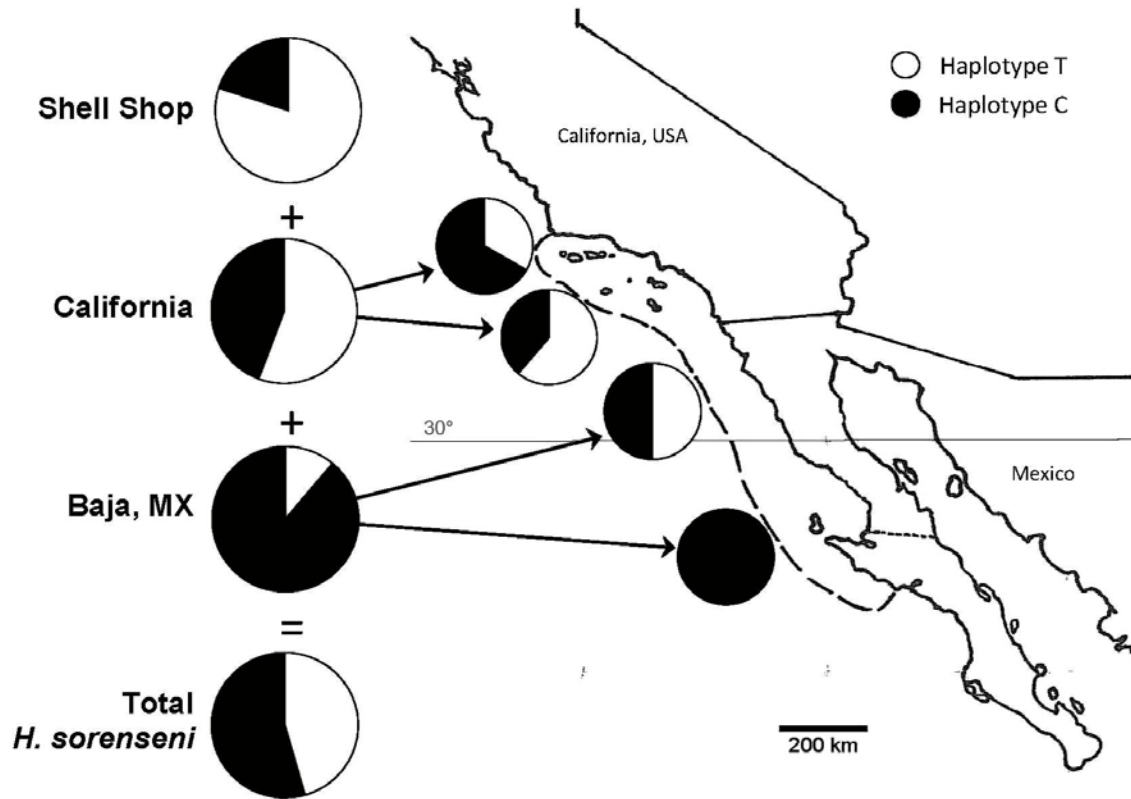 Shell Shop
+
California
+
Baja, MX
=
Total
H. sorenseni
Haplotype T
Haplotype C
California, USA
30°
Mexico
200 km